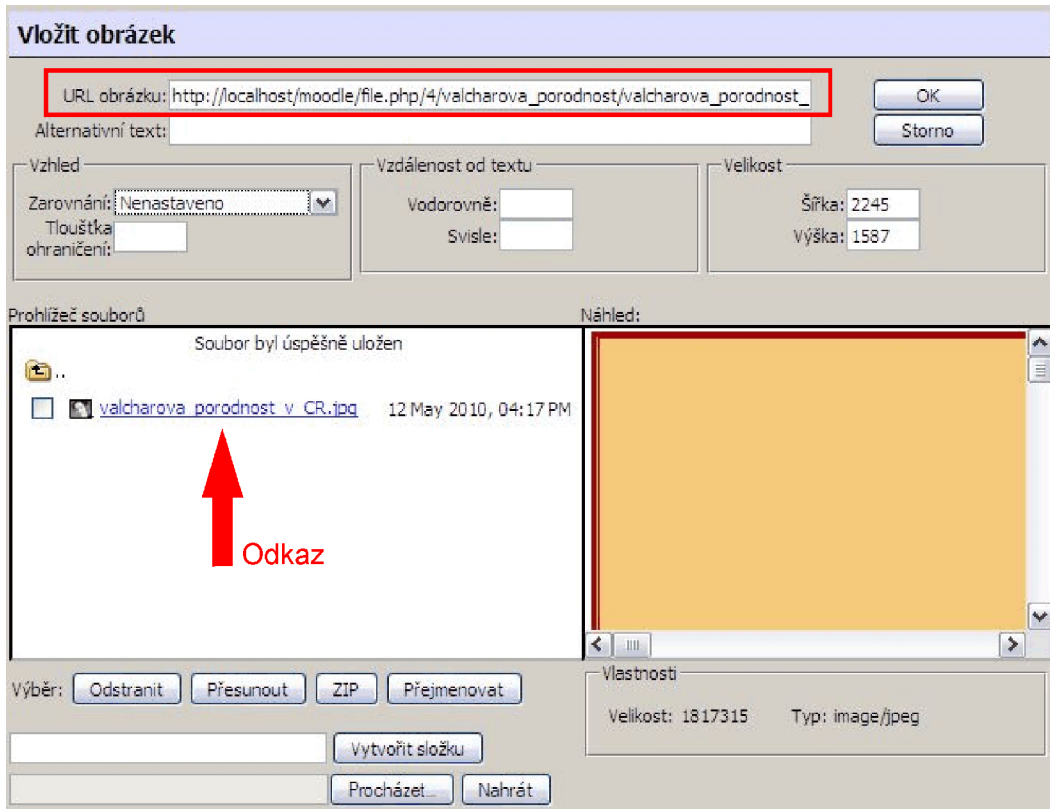 Vložit obrázek
URL obrázku: http://localhost/moodle/file.php/4/valcharova_porodnost/valcharova_porodnost_
OK
Alternativní text:
Storno
Vzhled
Zarovnání: Nenastaveno
Tloušťka
ohraničení:
Vzdálenost od textu
Vodorovně:
Svisle:
Velikost
Šířka: 2245
Výška: 1587
Prohlížeč souborů
Náhled:
Soubor byl úspěšně uložen
..
valcharova_porodnost_v_CR.jpg 12 May 2010, 04:17 PM
Odkaz
Výběr: Odstranit Přesunout ZIP Přejmenovat
Vlastnosti
Velikost: 1817315 Typ: image/jpeg
Vytvořit složku
Procházet... Nahrát